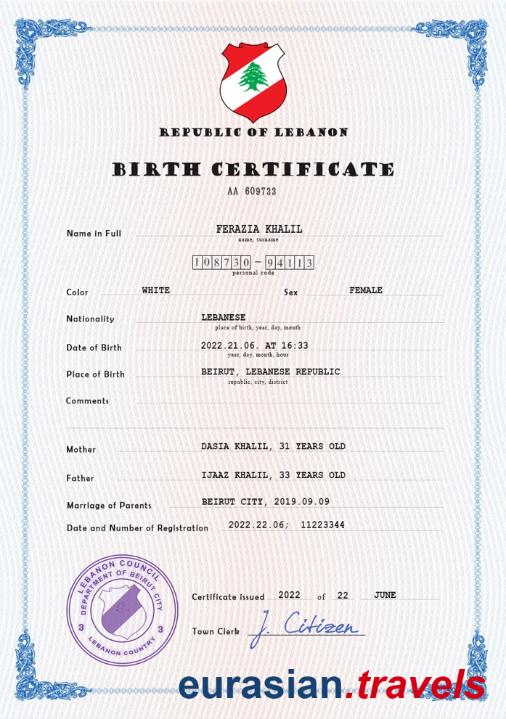 REPUBLIC OF LEBANON
BIRTH CERTIFICATE
AA 609733
Name in Full FERAZIA KHALIL
name, surname
108730 - 94113
personal code
Color WHITE Sex FEMALE
Nationality LEBANESE
place of birth, year, day, month
Date of Birth 2022.21.06. AT 16:33
year, day, month, hour
Place of Birth BEIRUT, LEBANESE REPUBLIC
republic, city, district
Comments
Mother DASIA KHALIL, 31 YEARS OLD
Father IJAAZ KHALIL, 33 YEARS OLD
Marriage of Parents BEIRUT CITY, 2019.09.09
Date and Number of Registration 2022.22.06; 11223344
LEBANON COUNCIL
DEPARTMENT OF BEIRUT CITY
3 3
LEBANON COUNTRY
Certificate issued 2022 of 22 JUNE
Town Clerk J. Citizen
eurasian.travels